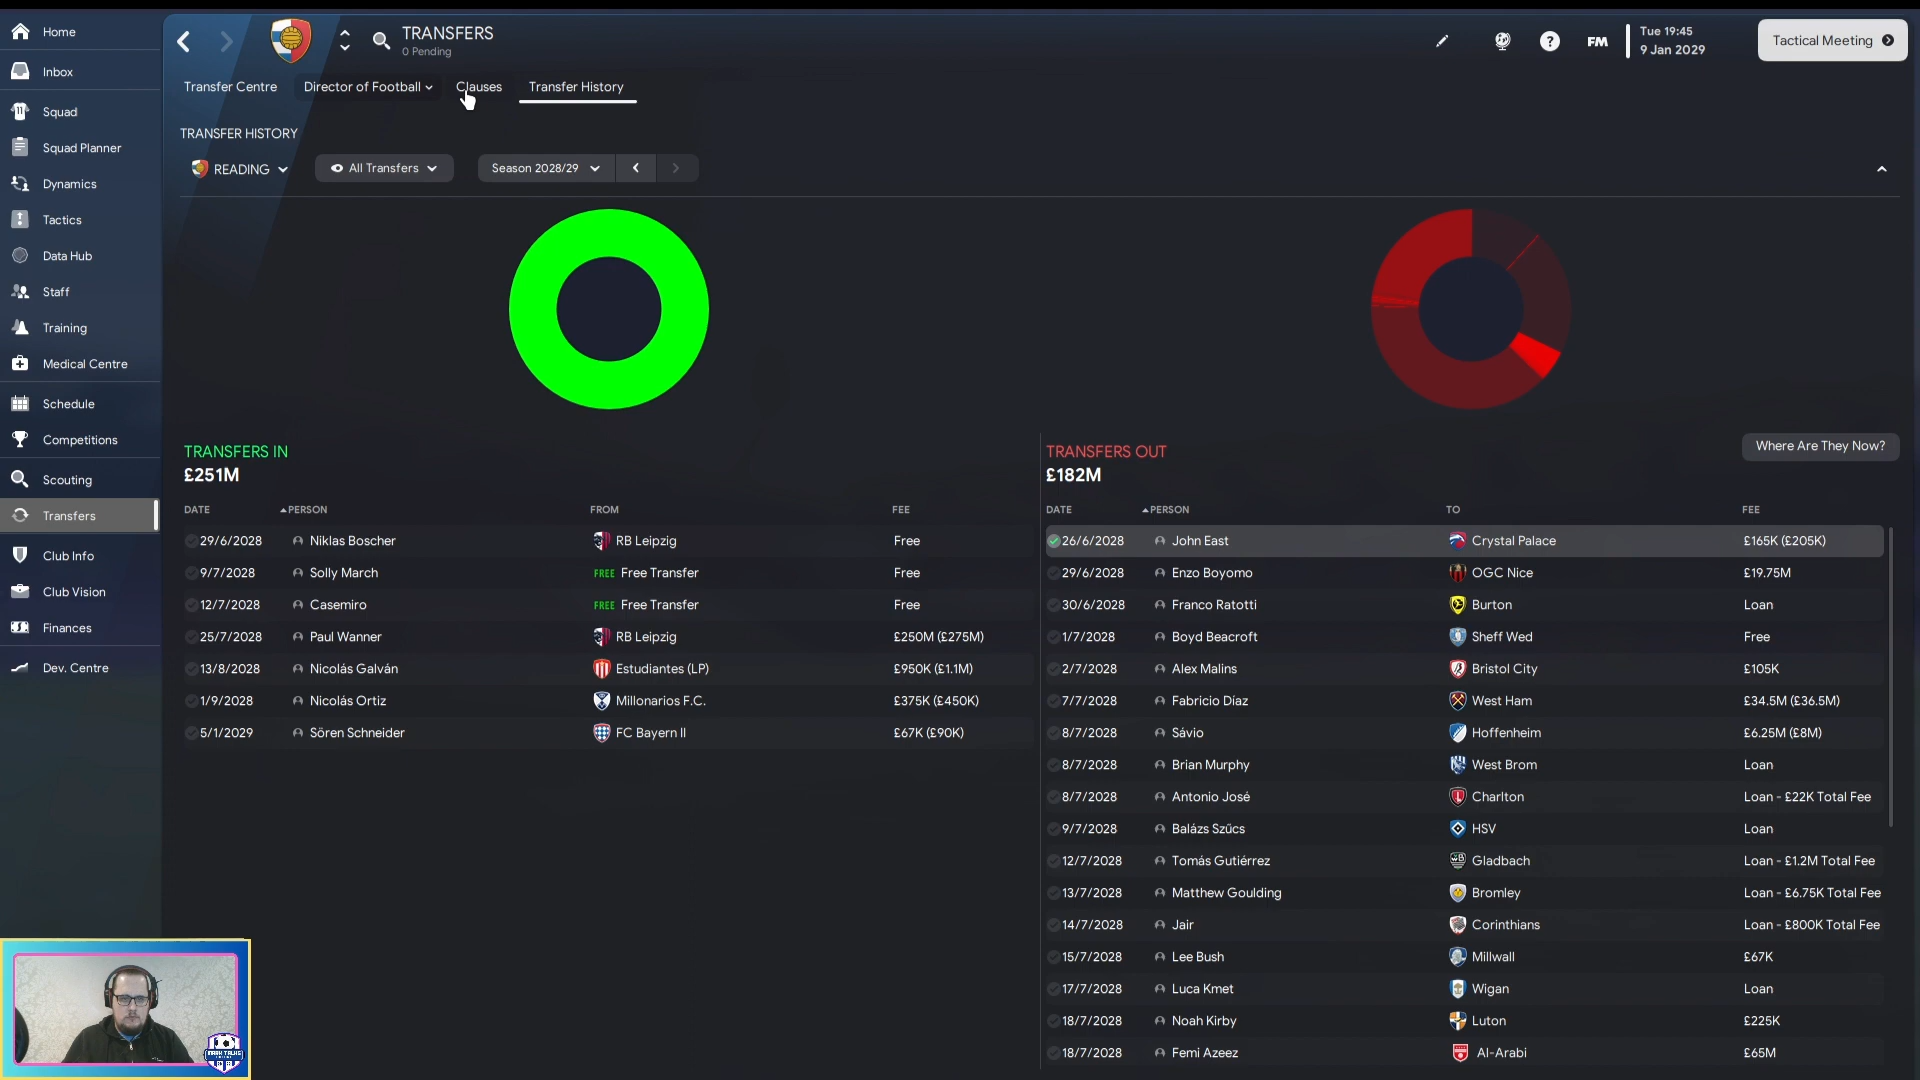 Home
Inbox
Squad
Squad Planner
Dynamics
Tactics
Data Hub
Staff
Training
Medical Centre
Schedule
Competitions
Scouting
Transfers
Club Info
Club Vision
Finances
Dev. Centre
TRANSFERS
0 Pending
FM
Tue 19:45
9 Jan 2029
Tactical Meeting
Transfer Centre Director of Football Clauses Transfer History
TRANSFER HISTORY
READING All Transfers Season 2028/29
TRANSFERS IN
£251M
DATE PERSON FROM FEE
29/6/2028 Niklas Boscher RB Leipzig Free
9/7/2028 Solly March FREE Free Transfer Free
12/7/2028 Casemiro FREE Free Transfer Free
25/7/2028 Paul Wanner RB Leipzig £250M (£275M)
13/8/2028 Nicolás Galván Estudiantes (LP) £950K (£1.1M)
1/9/2028 Nicolás Ortiz Millonarios F.C. £375K (£450K)
5/1/2029 Sören Schneider FC Bayern II £67K (£90K)
TRANSFERS OUT
£182M
Where Are They Now?
DATE PERSON TO FEE
26/6/2028 John East Crystal Palace £165K (£205K)
29/6/2028 Enzo Boyomo OGC Nice £19.75M
30/6/2028 Franco Ratotti Burton Loan
1/7/2028 Boyd Beacroft Sheff Wed Free
2/7/2028 Alex Malins Bristol City £105K
7/7/2028 Fabricio Díaz West Ham £34.5M (£36.5M)
8/7/2028 Sávio Hoffenheim £6.25M (£8M)
8/7/2028 Brian Murphy West Brom Loan
8/7/2028 Antonio José Charlton Loan - £22K Total Fee
9/7/2028 Balázs Szűcs HSV Loan
12/7/2028 Tomás Gutiérrez Gladbach Loan - £1.2M Total Fee
13/7/2028 Matthew Goulding Bromley Loan - £6.75K Total Fee
14/7/2028 Jair Corinthians Loan - £800K Total Fee
15/7/2028 Lee Bush Millwall £67K
17/7/2028 Luca Kmet Wigan Loan
18/7/2028 Noah Kirby Luton £225K
18/7/2028 Femi Azeez Al-Arabi £65M
MARK TALKS